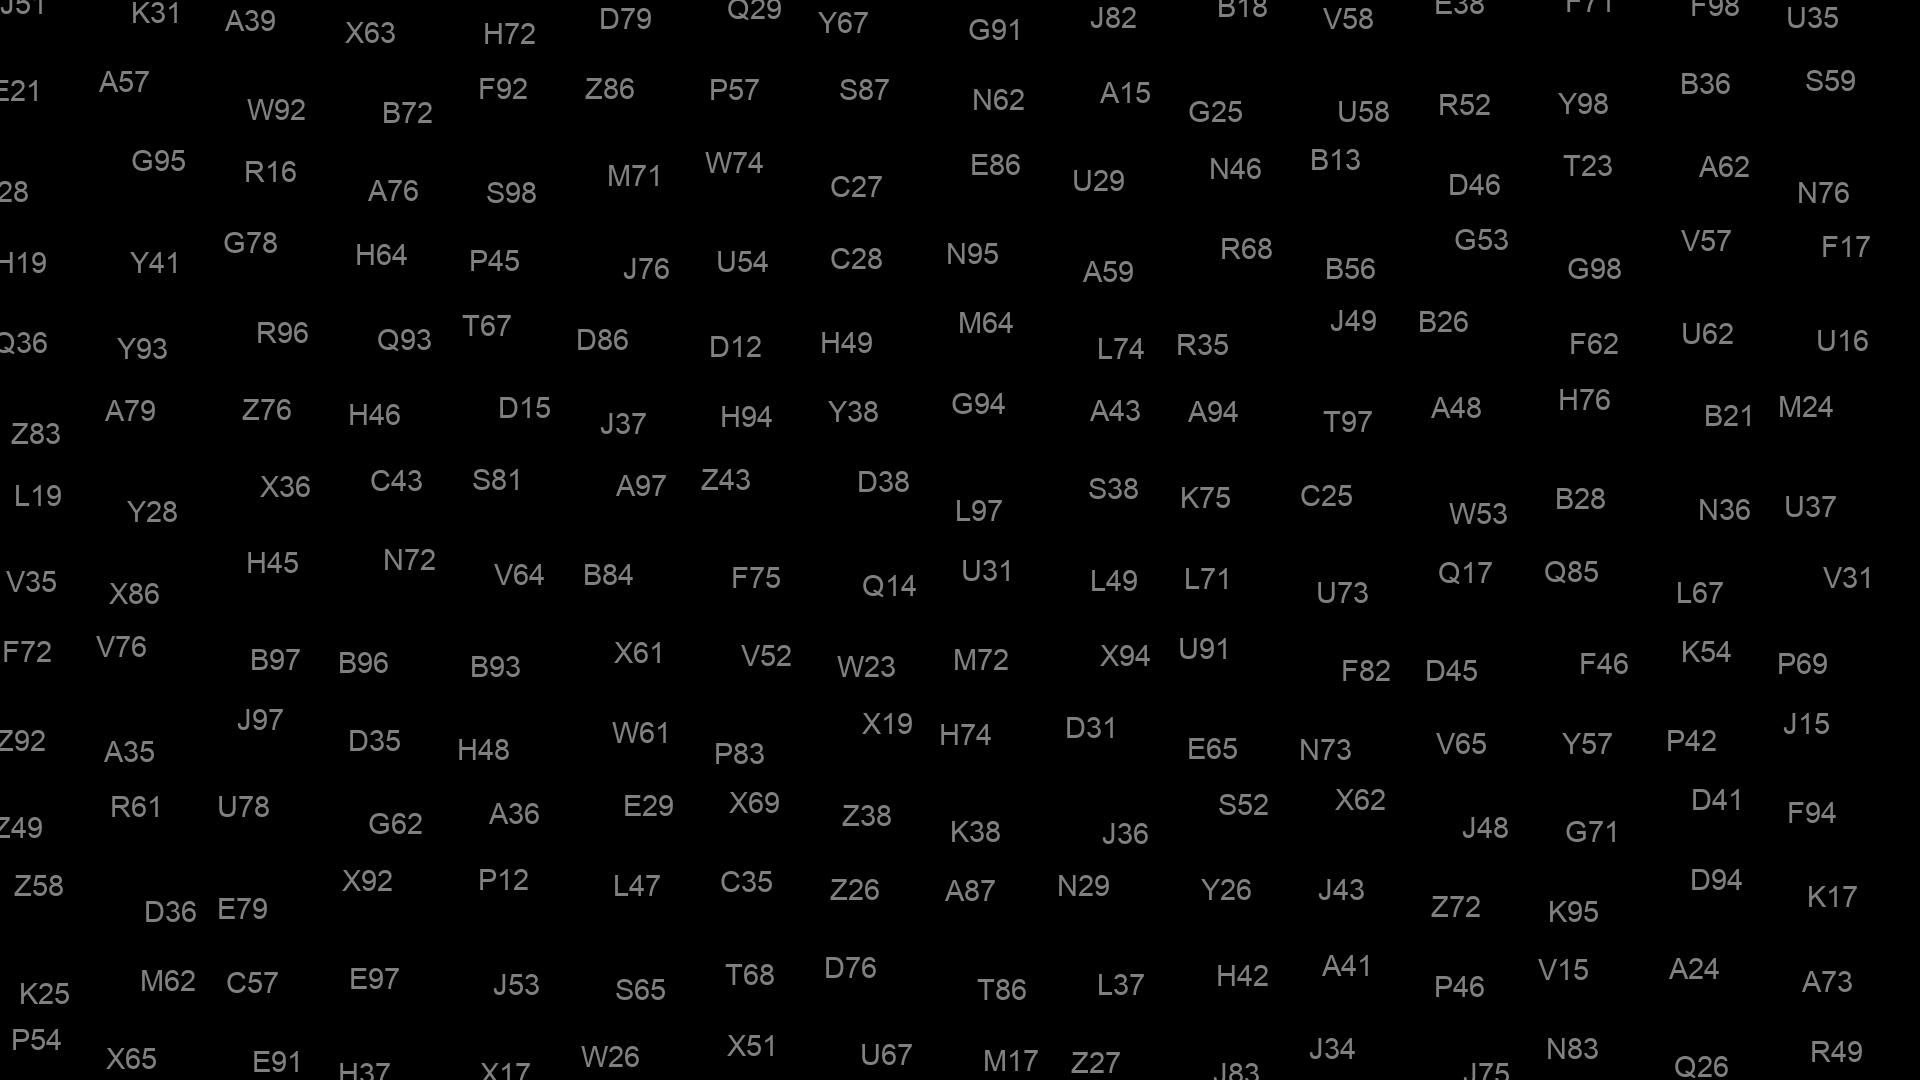 J51 K31 A39 X63 H72 D79 Q29 Y67 G91 J82 B18 V58 E38 F71 F98 U35
E21 A57 W92 B72 F92 Z86 P57 S87 N62 A15 G25 U58 R52 Y98 B36 S59
28 G95 R16 A76 S98 M71 W74 C27 E86 U29 N46 B13 D46 T23 A62 N76
H19 Y41 G78 H64 P45 J76 U54 C28 N95 A59 R68 B56 G53 G98 V57 F17
Q36 Y93 R96 Q93 T67 D86 D12 H49 M64 L74 R35 J49 B26 F62 U62 U16
Z83 A79 Z76 H46 D15 J37 H94 Y38 G94 A43 A94 T97 A48 H76 B21 M24
L19 Y28 X36 C43 S81 A97 Z43 D38 L97 S38 K75 C25 W53 B28 N36 U37
V35 X86 H45 N72 V64 B84 F75 Q14 U31 L49 L71 U73 Q17 Q85 L67 V31
F72 V76 B97 B96 B93 X61 V52 W23 M72 X94 U91 F82 D45 F46 K54 P69
Z92 A35 J97 D35 H48 W61 P83 X19 H74 D31 E65 N73 V65 Y57 P42 J15
Z49 R61 U78 G62 A36 E29 X69 Z38 K38 J36 S52 X62 J48 G71 D41 F94
Z58 D36 E79 X92 P12 L47 C35 Z26 A87 N29 Y26 J43 Z72 K95 D94 K17
K25 M62 C57 E97 J53 S65 T68 D76 T86 L37 H42 A41 P46 V15 A24 A73
P54 X65 E91 H37 X17 W26 X51 U67 M17 Z27 J83 J34 J75 N83 Q26 R49